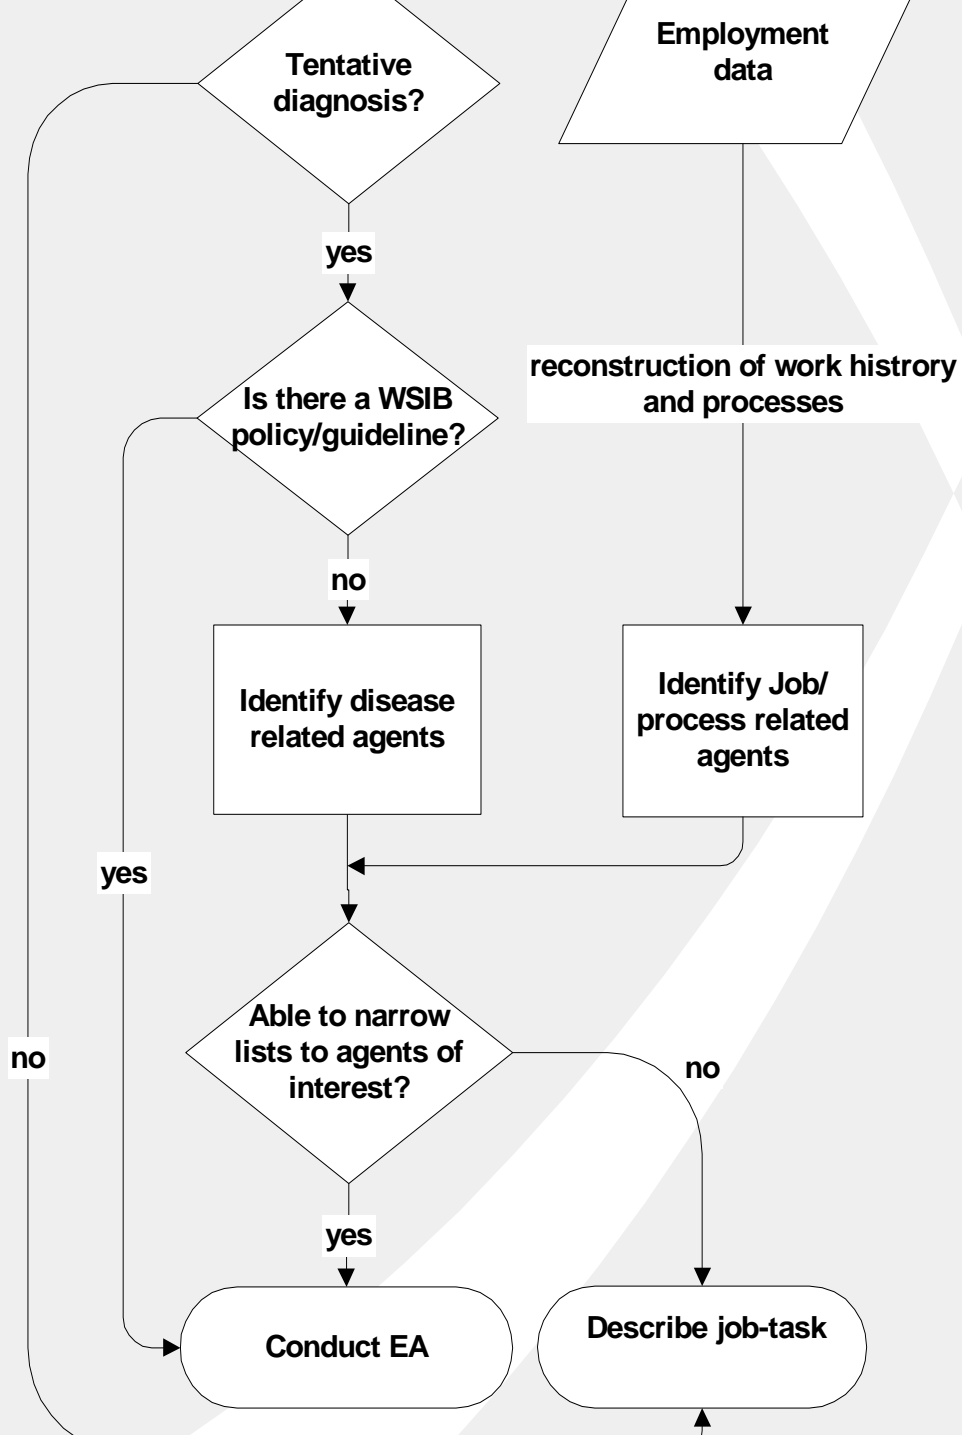 Tentative
diagnosis?
Employment
data
yes
reconstruction of work histrory
and processes
Is there a WSIB
policy/guideline?
no
Identify disease
related agents
Identify Job/
process related
agents
yes
Able to narrow
lists to agents of
interest?
no
no
yes
Conduct EA
Describe job-task